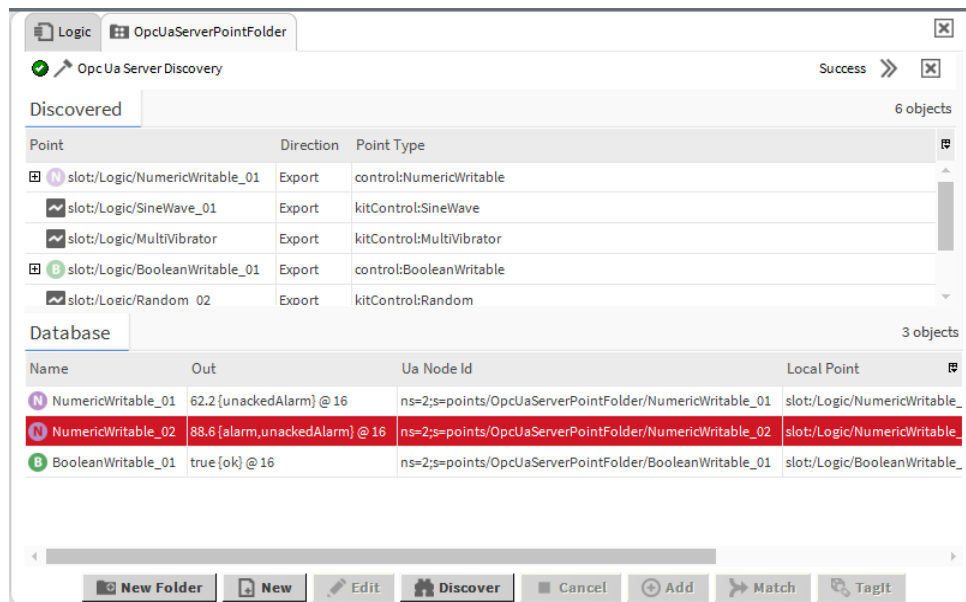 Logic OpcUaServerPointFolder
Opc Ua Server Discovery Success
Discovered 6 objects
Point Direction Point Type
N slot:/Logic/NumericWritable_01 Export control:NumericWritable
slot:/Logic/SineWave_01 Export kitControl:SineWave
slot:/Logic/MultiVibrator Export kitControl:MultiVibrator
B slot:/Logic/BooleanWritable_01 Export control:BooleanWritable
slot:/Logic/Random_02 Export kitControl:Random
Database 3 objects
Name Out Ua Node Id Local Point
N NumericWritable_01 62.2 {unackedAlarm} @ 16 ns=2;s=points/OpcUaServerPointFolder/NumericWritable_01 slot:/Logic/NumericWritable_
N NumericWritable_02 88.6 {alarm,unackedAlarm} @ 16 ns=2;s=points/OpcUaServerPointFolder/NumericWritable_02 slot:/Logic/NumericWritable_
B BooleanWritable_01 true {ok} @ 16 ns=2;s=points/OpcUaServerPointFolder/BooleanWritable_01 slot:/Logic/BooleanWritable_
New Folder New Edit Discover Cancel Add Match TagIt